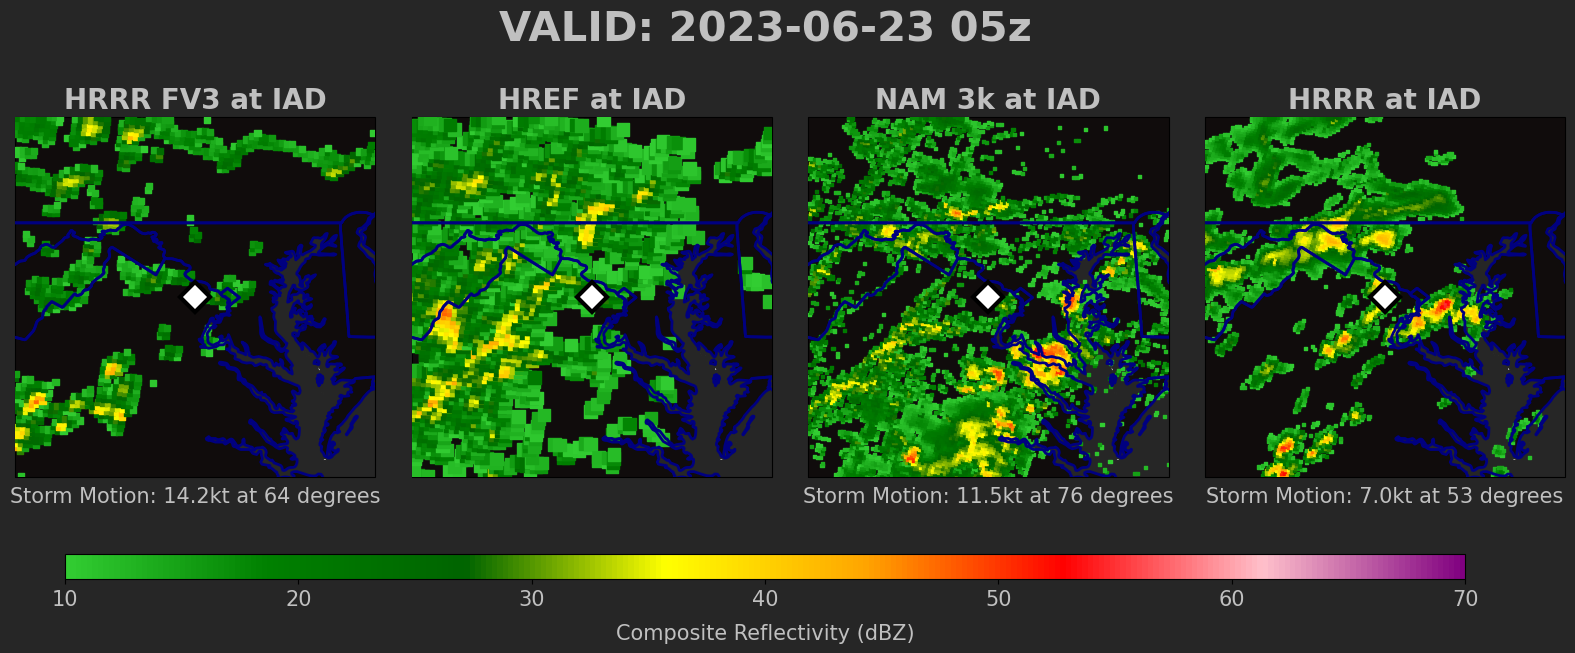 VALID: 2023-06-23 05z
HRRR FV3 at IAD
HREF at IAD
NAM 3k at IAD
HRRR at IAD
Storm Motion: 14.2kt at 64 degrees
Storm Motion: 11.5kt at 76 degrees
Storm Motion: 7.0kt at 53 degrees
10 20 30 40 50 60 70
Composite Reflectivity (dBZ)